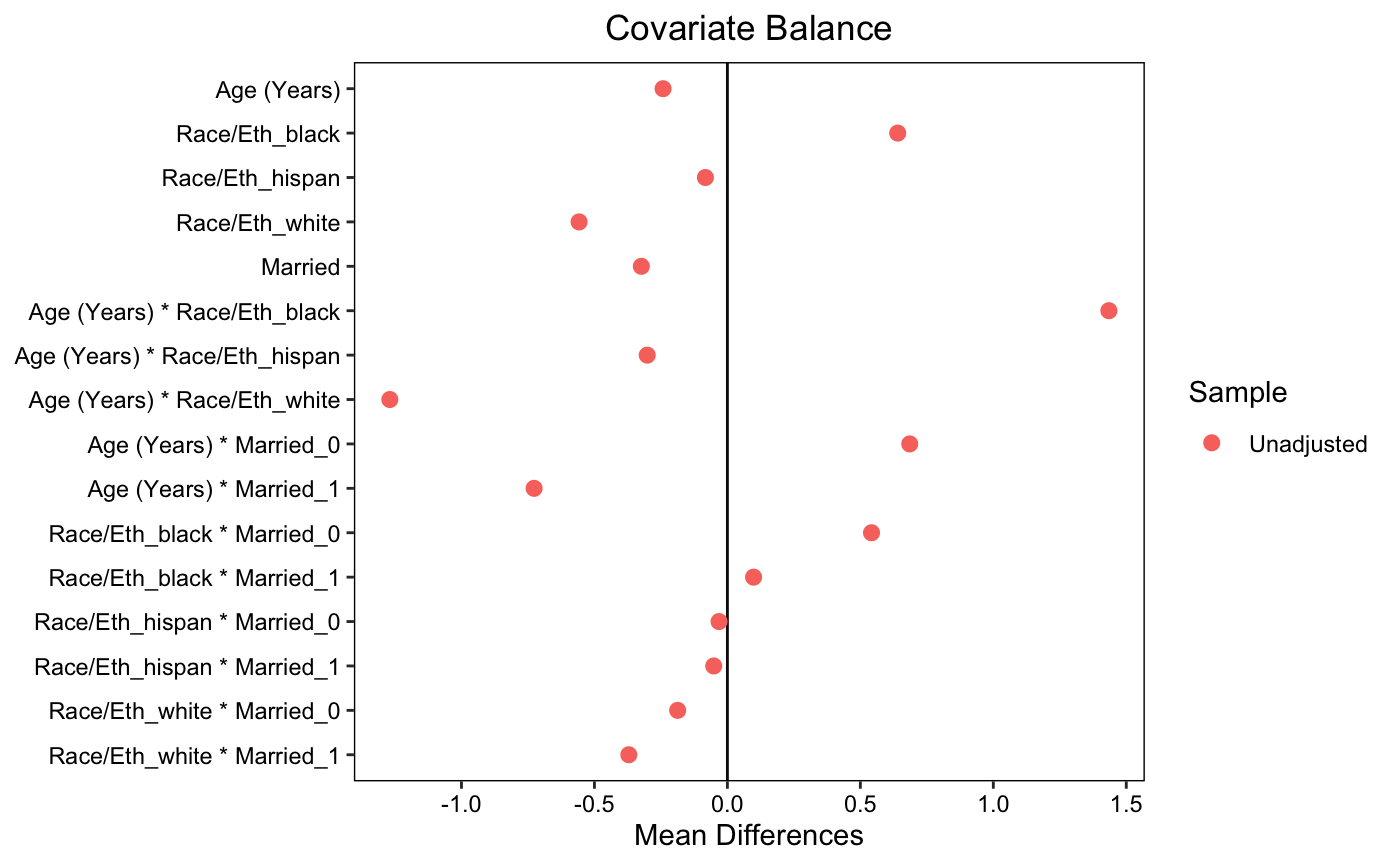 Covariate Balance
Age (Years)
Race/Eth_black
Race/Eth_hispan
Race/Eth_white
Married
Age (Years) * Race/Eth_black
Age (Years) * Race/Eth_hispan
Age (Years) * Race/Eth_white
Age (Years) * Married_0
Age (Years) * Married_1
Race/Eth_black * Married_0
Race/Eth_black * Married_1
Race/Eth_hispan * Married_0
Race/Eth_hispan * Married_1
Race/Eth_white * Married_0
Race/Eth_white * Married_1
-1.0 -0.5 0.0 0.5 1.0 1.5
Mean Differences
Sample
Unadjusted